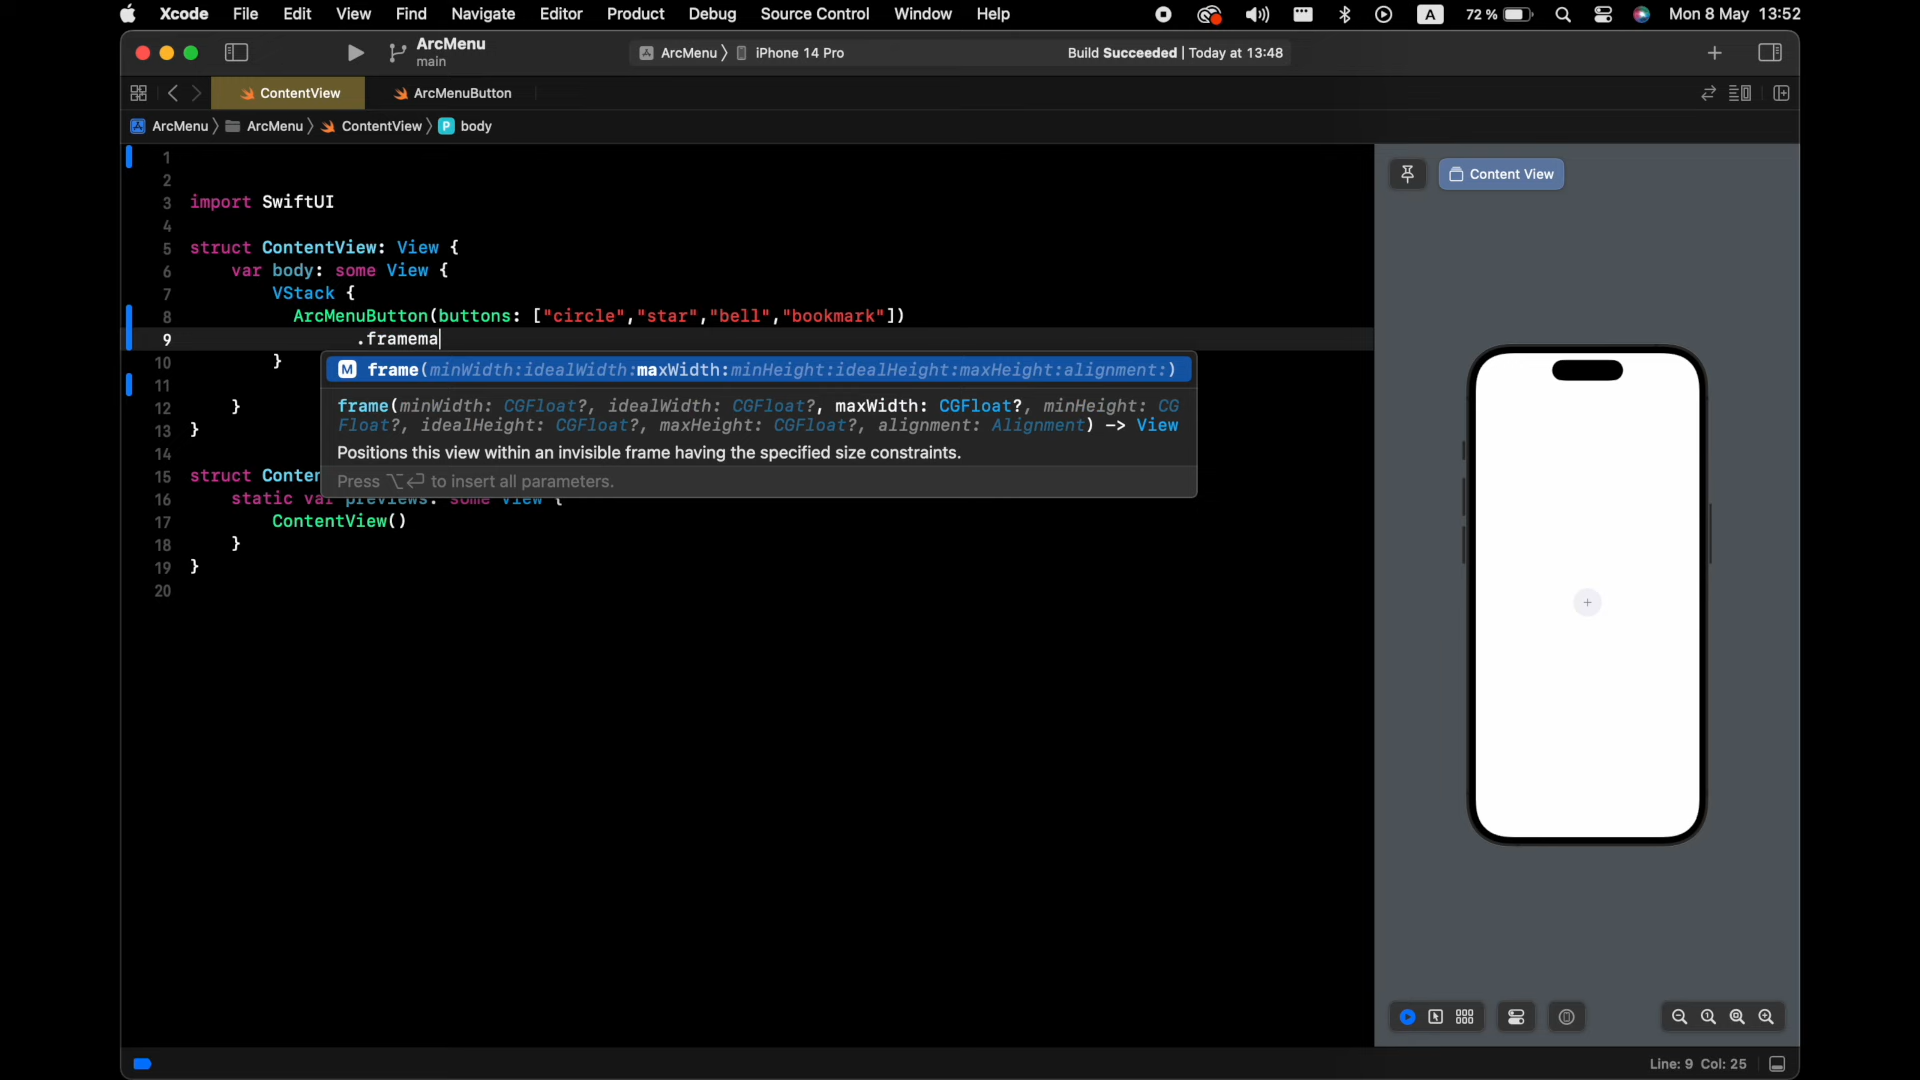 Xcode File Edit View Find Navigate Editor Product Debug Source Control Window Help A 72 % Mon 8 May 13:52
ArcMenu
main
ArcMenu iPhone 14 Pro Build Succeeded | Today at 13:48
ContentView ArcMenuButton
ArcMenu ArcMenu ContentView P body
1
2
3 import SwiftUI
4
5 struct ContentView: View {
6 var body: some View {
7 VStack {
8 ArcMenuButton(buttons: ["circle","star","bell","bookmark"])
9 .framema
10 }
11
12 }
13 }
14
15 struct Conten
16 static var previews: some View {
17 ContentView()
18 }
19 }
20
M frame(minWidth:idealWidth:maxWidth:minHeight:idealHeight:maxHeight:alignment:)
frame(minWidth: CGFloat?, idealWidth: CGFloat?, maxWidth: CGFloat?, minHeight: CG
Float?, idealHeight: CGFloat?, maxHeight: CGFloat?, alignment: Alignment) -> View
Positions this view within an invisible frame having the specified size constraints.
Press ⌥↩ to insert all parameters.
Content View
+
Line: 9 Col: 25